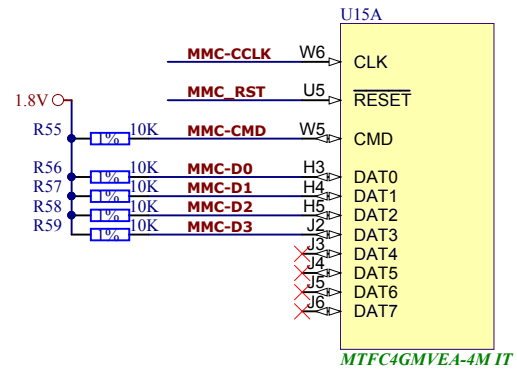 U15A
MMC-CCLK W6 CLK
MMC_RST U5 RESET
1.8V
R55 1% 10K MMC-CMD W5 CMD
R56 10K MMC-D0 H3 DAT0
R57 1% 10K MMC-D1 H4 DAT1
R58 10K MMC-D2 H5 DAT2
R59 1% 10K MMC-D3 J2 DAT3
J3 DAT4
J4 DAT5
J5 DAT6
J6 DAT7
MTFC4GMVEA-4M IT